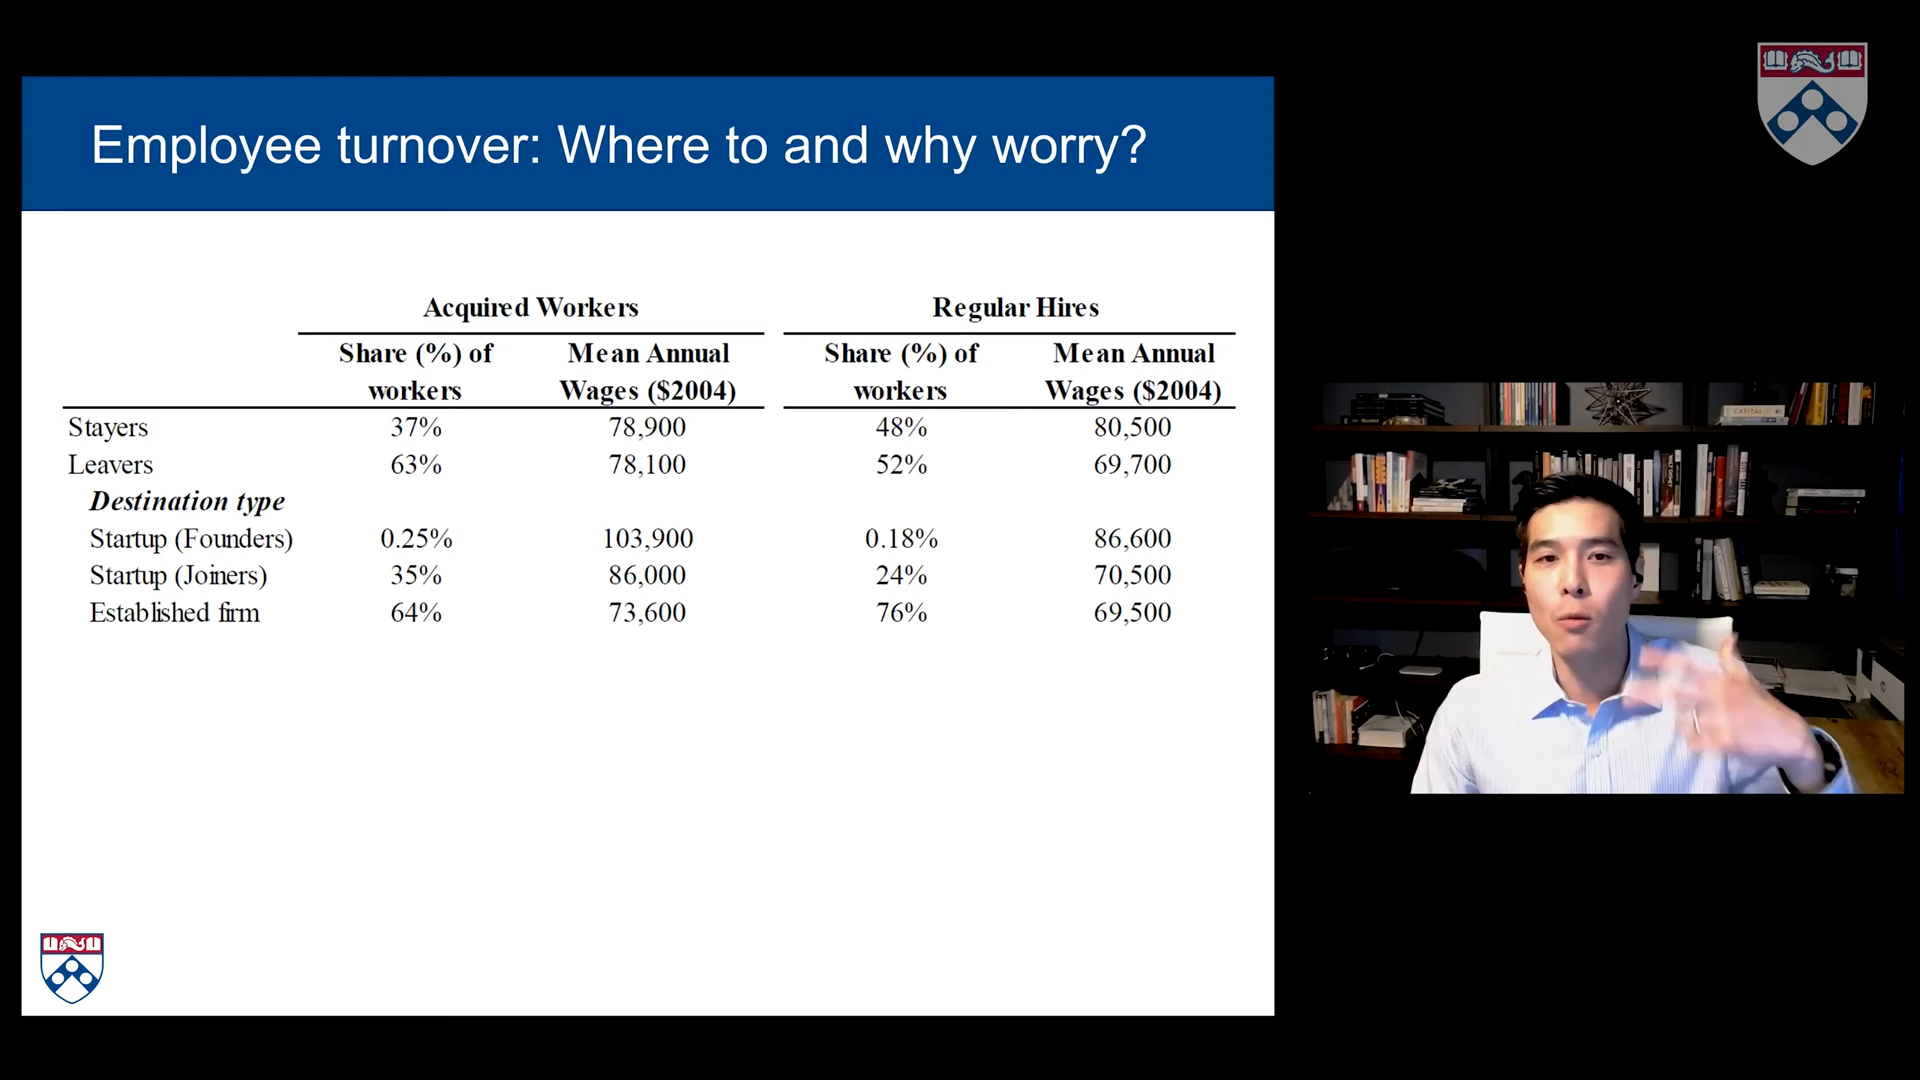 Employee turnover: Where to and why worry?
Acquired Workers Regular Hires
Share (%) of Mean Annual Share (%) of Mean Annual
workers Wages ($2004) workers Wages ($2004)
Stayers 37% 78,900 48% 80,500
Leavers 63% 78,100 52% 69,700
Destination type
Startup (Founders) 0.25% 103,900 0.18% 86,600
Startup (Joiners) 35% 86,000 24% 70,500
Established firm 64% 73,600 76% 69,500
CAPITAL